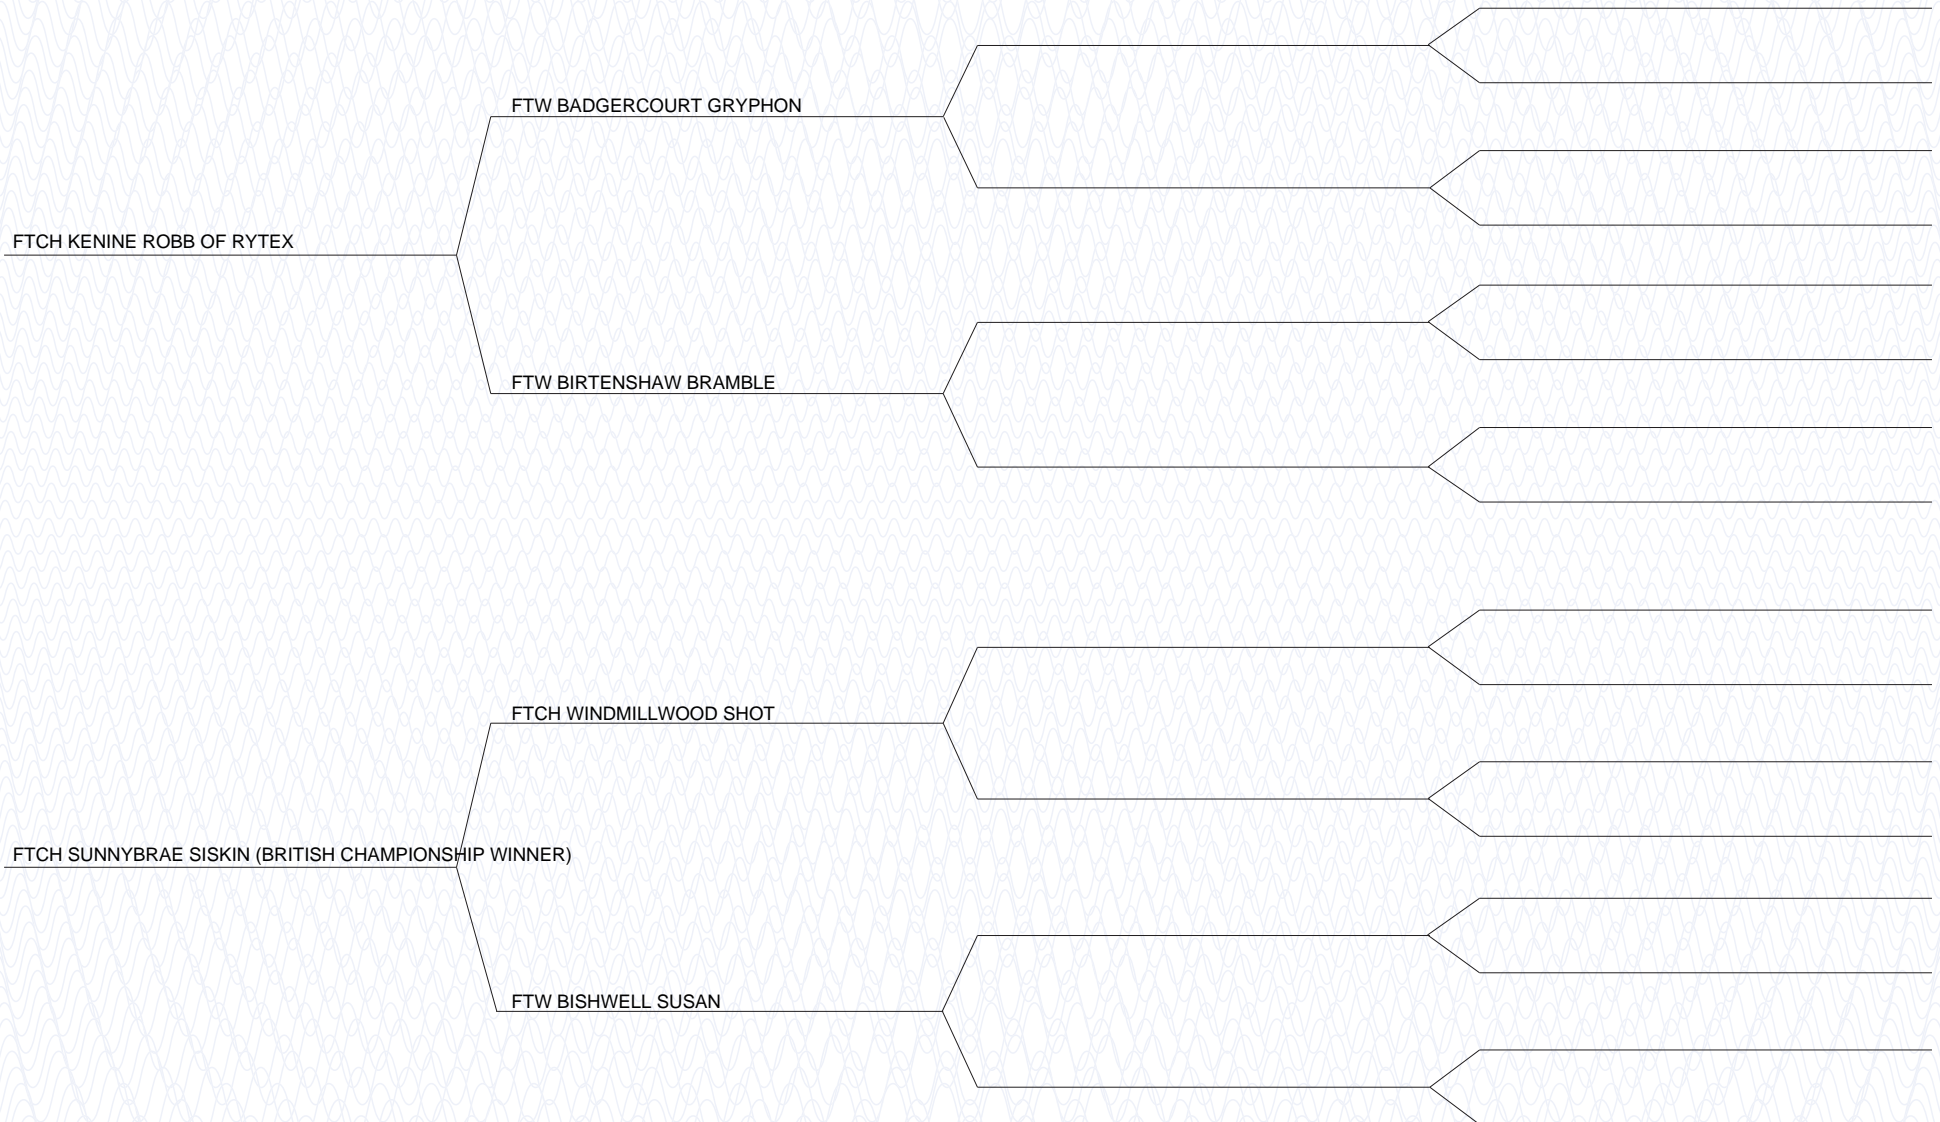 FTW BADGERCOURT GRYPHON
FTCH KENINE ROBB OF RYTEX
FTW BIRTENSHAW BRAMBLE
FTCH WINDMILLWOOD SHOT
FTCH SUNNYBRAE SISKIN (BRITISH CHAMPIONSHIP WINNER)
FTW BISHWELL SUSAN